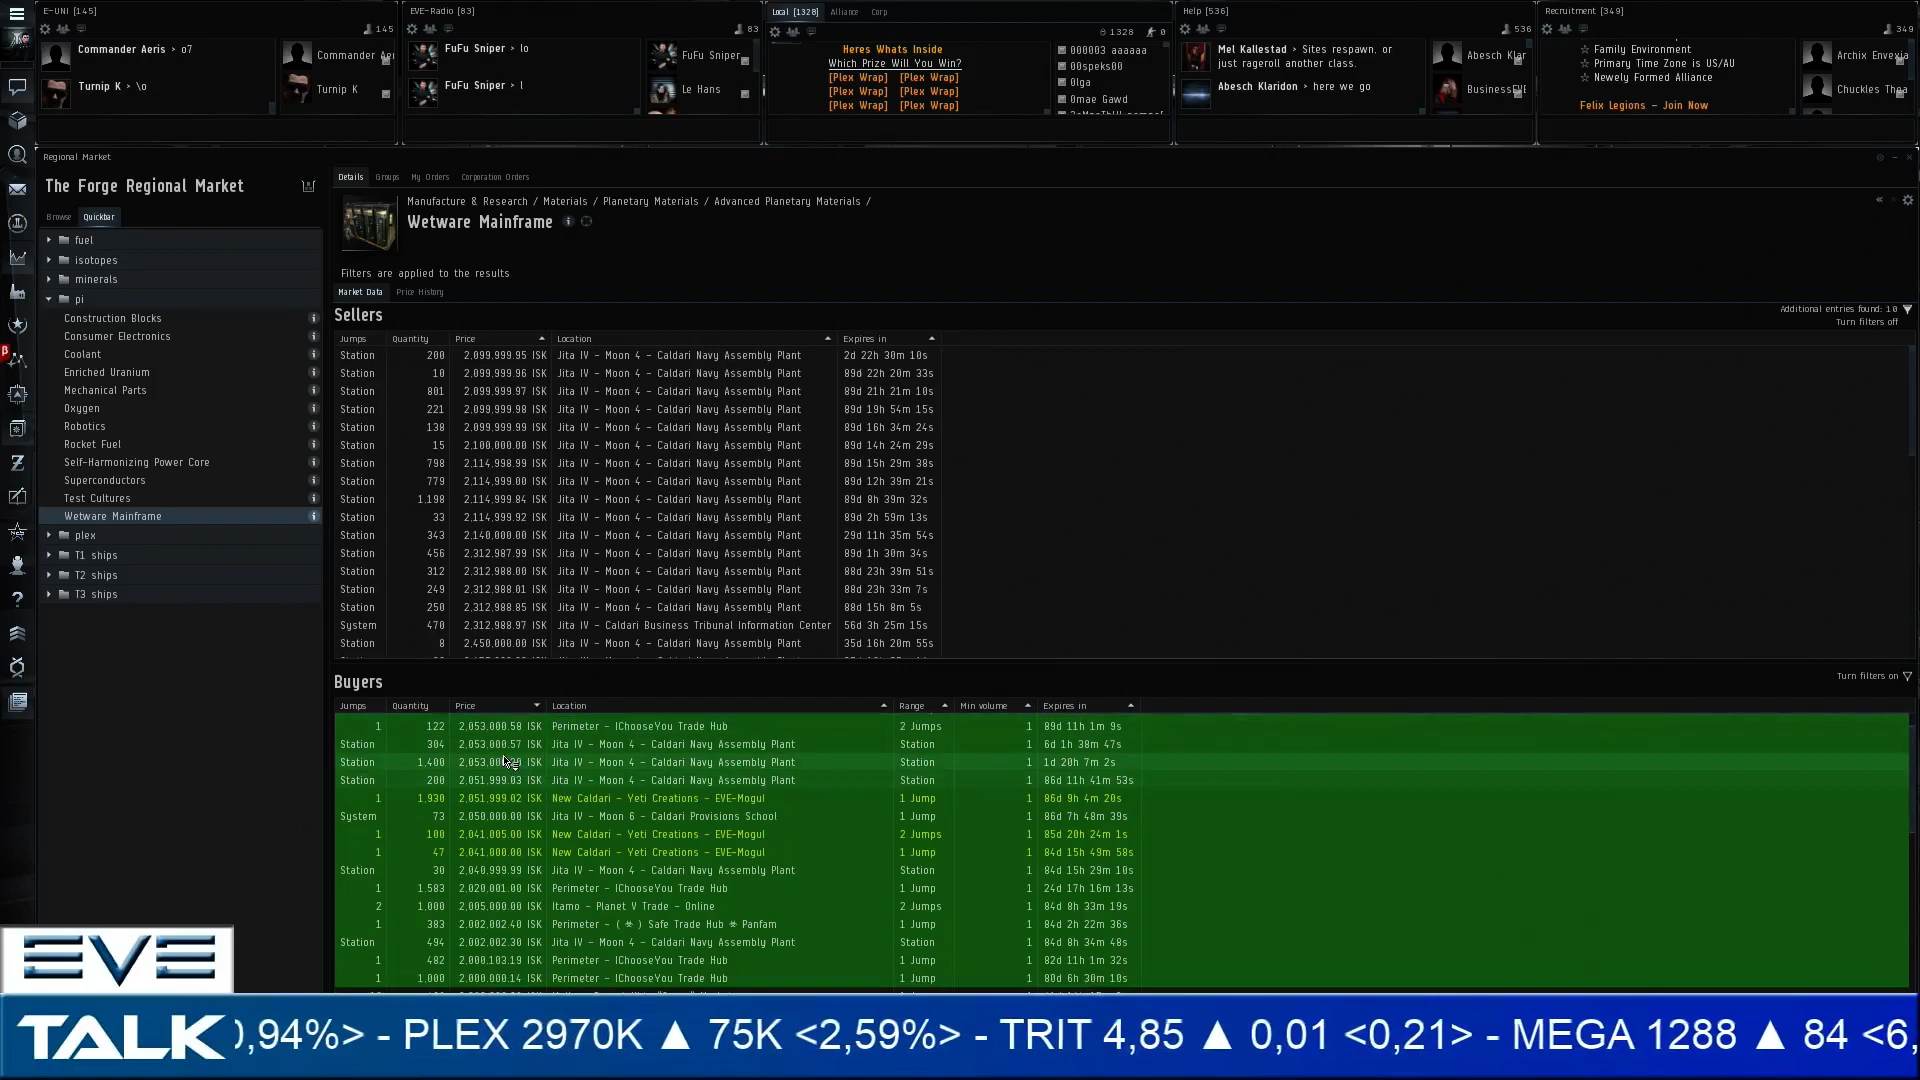 E-UNI [145]
145
Commander Aeris > o7
Turnip K > \o
Commander Aer
Turnip K
EVE-Radio [83]
83
FuFu Sniper > lo
FuFu Sniper > l
FuFu Sniper
Le Hans
Local [1328] Alliance Corp
1328 0
Heres Whats Inside
Which Prize Will You Win?
[Plex Wrap] [Plex Wrap]
[Plex Wrap] [Plex Wrap]
[Plex Wrap] [Plex Wrap]
000003 aaaaaa
00speks00
0lga
0mae Gawd
Help [536]
536
Mel Kallestad > Sites respawn, or
just rageroll another class.
Abesch Klaridon > here we go
Abesch Klar
Recruitment [349]
349
☆ Family Environment
☆ Primary Time Zone is US/AU
☆ Newly Formed Alliance
Felix Legions – Join Now
Archix Envexia
Chuckles Thea
Regional Market
The Forge Regional Market
Browse Quickbar
fuel
isotopes
minerals
pi
Construction Blocks
Consumer Electronics
Coolant
Enriched Uranium
Mechanical Parts
Oxygen
Robotics
Rocket Fuel
Self-Harmonizing Power Core
Superconductors
Test Cultures
Wetware Mainframe
plex
T1 ships
T2 ships
T3 ships
Details Groups My Orders Corporation Orders
Manufacture & Research / Materials / Planetary Materials / Advanced Planetary Materials /
Wetware Mainframe
Filters are applied to the results
Market Data Price History
Sellers
Additional entries found: 10
Turn filters off
Jumps Quantity Price Location Expires in
Station 200 2,099,999.95 ISK Jita IV - Moon 4 - Caldari Navy Assembly Plant 2d 22h 30m 10s
Station 10 2,099,999.96 ISK Jita IV - Moon 4 - Caldari Navy Assembly Plant 89d 22h 20m 33s
Station 801 2,099,999.97 ISK Jita IV - Moon 4 - Caldari Navy Assembly Plant 89d 21h 21m 10s
Station 221 2,099,999.98 ISK Jita IV - Moon 4 - Caldari Navy Assembly Plant 89d 19h 54m 15s
Station 138 2,099,999.99 ISK Jita IV - Moon 4 - Caldari Navy Assembly Plant 89d 16h 34m 24s
Station 15 2,100,000.00 ISK Jita IV - Moon 4 - Caldari Navy Assembly Plant 89d 14h 24m 29s
Station 798 2,114,998.99 ISK Jita IV - Moon 4 - Caldari Navy Assembly Plant 89d 15h 29m 38s
Station 779 2,114,999.00 ISK Jita IV - Moon 4 - Caldari Navy Assembly Plant 89d 12h 39m 21s
Station 1,198 2,114,999.84 ISK Jita IV - Moon 4 - Caldari Navy Assembly Plant 89d 8h 39m 32s
Station 33 2,114,999.92 ISK Jita IV - Moon 4 - Caldari Navy Assembly Plant 89d 2h 59m 13s
Station 343 2,140,000.00 ISK Jita IV - Moon 4 - Caldari Navy Assembly Plant 29d 11h 35m 54s
Station 456 2,312,987.99 ISK Jita IV - Moon 4 - Caldari Navy Assembly Plant 89d 1h 30m 34s
Station 312 2,312,988.00 ISK Jita IV - Moon 4 - Caldari Navy Assembly Plant 88d 23h 39m 51s
Station 249 2,312,988.01 ISK Jita IV - Moon 4 - Caldari Navy Assembly Plant 88d 23h 33m 7s
Station 250 2,312,988.85 ISK Jita IV - Moon 4 - Caldari Navy Assembly Plant 88d 15h 8m 5s
System 470 2,312,988.97 ISK Jita IV - Caldari Business Tribunal Information Center 56d 3h 25m 15s
Station 8 2,450,000.00 ISK Jita IV - Moon 4 - Caldari Navy Assembly Plant 35d 16h 20m 55s
Buyers
Turn filters on
Jumps Quantity Price Location Range Min volume Expires in
1 122 2,053,000.58 ISK Perimeter - IChooseYou Trade Hub 2 Jumps 1 89d 11h 1m 9s
Station 304 2,053,000.57 ISK Jita IV - Moon 4 - Caldari Navy Assembly Plant Station 1 6d 1h 38m 47s
Station 1,400 ISK Jita IV - Moon 4 - Caldari Navy Assembly Plant Station 1 1d 20h 7m 2s
Station 200 2,051,999.03 ISK Jita IV - Moon 4 - Caldari Navy Assembly Plant Station 1 86d 11h 41m 53s
1 1,930 2,051,999.02 ISK New Caldari - Yeti Creations - EVE-Mogul 1 Jump 1 86d 9h 4m 20s
System 73 2,050,000.00 ISK Jita IV - Moon 6 - Caldari Provisions School 1 Jump 1 86d 7h 48m 39s
1 100 2,041,005.00 ISK New Caldari - Yeti Creations - EVE-Mogul 2 Jumps 1 85d 20h 24m 1s
1 47 2,041,000.00 ISK New Caldari - Yeti Creations - EVE-Mogul 1 Jump 1 84d 15h 49m 58s
Station 30 2,040,999.99 ISK Jita IV - Moon 4 - Caldari Navy Assembly Plant Station 1 84d 15h 29m 10s
1 1,583 2,020,001.00 ISK Perimeter - IChooseYou Trade Hub 1 Jump 1 24d 17h 16m 13s
2 1,000 2,005,000.00 ISK Itamo - Planet V Trade - Online 2 Jumps 1 84d 8h 33m 19s
1 383 2,002,002.40 ISK Perimeter - ( ☣ ) Safe Trade Hub ☣ Panfam 1 Jump 1 84d 2h 22m 36s
Station 494 2,002,002.30 ISK Jita IV - Moon 4 - Caldari Navy Assembly Plant Station 1 84d 8h 34m 48s
1 482 2,000,103.19 ISK Perimeter - IChooseYou Trade Hub 1 Jump 1 82d 11h 1m 32s
1 1,000 2,000,000.14 ISK Perimeter - IChooseYou Trade Hub 1 Jump 1 80d 6h 30m 10s
EVE
TALK
0,94%> - PLEX 2970K ▲ 75K <2,59%> - TRIT 4,85 ▲ 0,01 <0,21> - MEGA 1288 ▲ 84 <6,